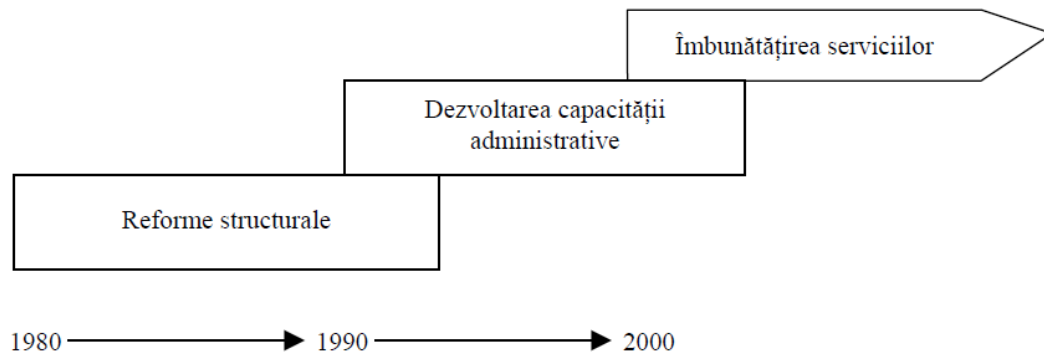 Îmbunătățirea serviciilor
Dezvoltarea capacității
administrative
Reforme structurale
1980 1990 2000